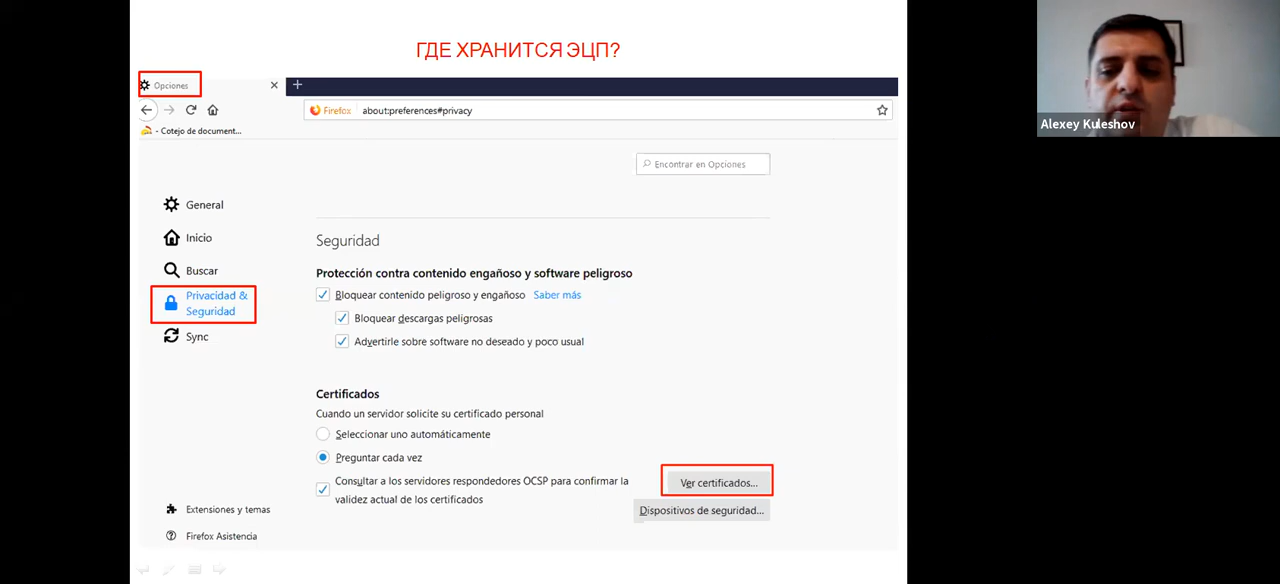 ГДЕ ХРАНИТСЯ ЭЦП?
Opciones
Firefox about:preferences#privacy
- Cotejo de document...
Encontrar en Opciones
General
Inicio
Buscar
Privacidad &
Seguridad
Sync
Seguridad
Protección contra contenido engañoso y software peligroso
Bloquear contenido peligroso y engañoso Saber más
Bloquear descargas peligrosas
Advertirle sobre software no deseado y poco usual
Certificados
Cuando un servidor solicite su certificado personal
Seleccionar uno automáticamente
Preguntar cada vez
Consultar a los servidores respondedores OCSP para confirmar la
validez actual de los certificados
Ver certificados...
Dispositivos de seguridad...
Extensiones y temas
Firefox Asistencia
Alexey Kuleshov